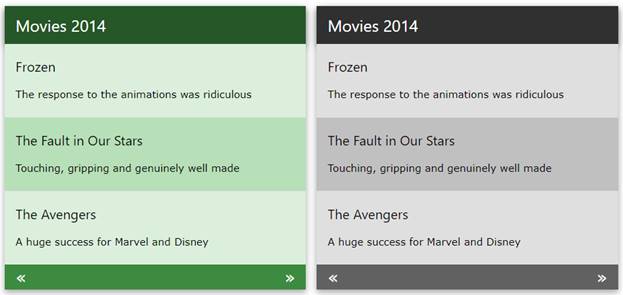 Movies 2014
Frozen
The response to the animations was ridiculous
The Fault in Our Stars
Touching, gripping and genuinely well made
The Avengers
A huge success for Marvel and Disney
« »
Movies 2014
Frozen
The response to the animations was ridiculous
The Fault in Our Stars
Touching, gripping and genuinely well made
The Avengers
A huge success for Marvel and Disney
« »